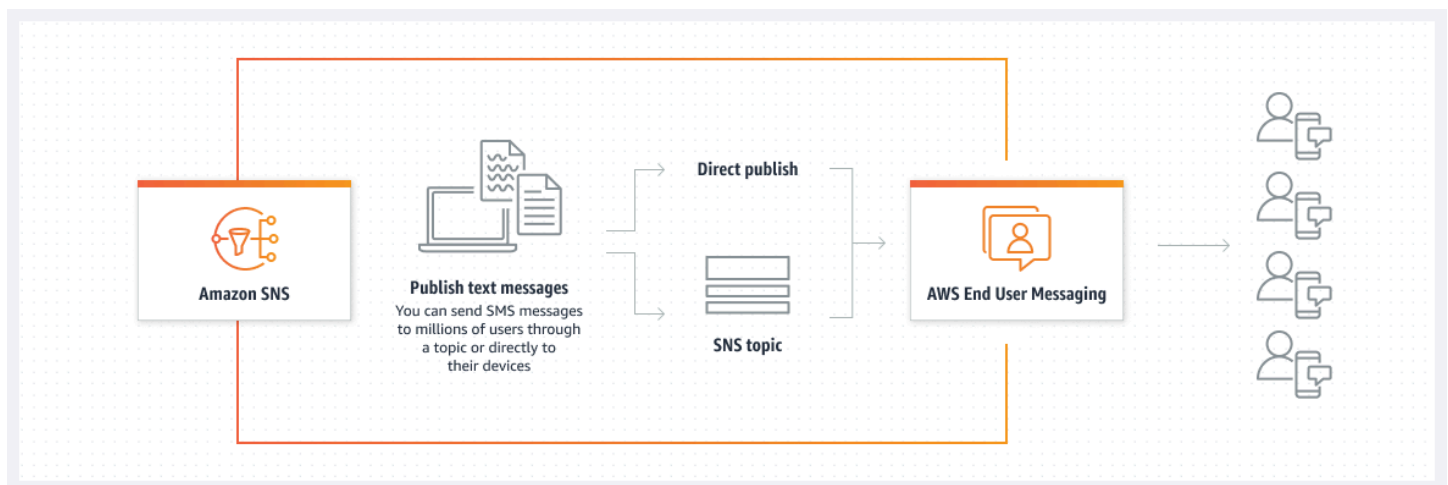 Amazon SNS
Publish text messages
You can send SMS messages
to millions of users through
a topic or directly to
their devices
Direct publish
SNS topic
AWS End User Messaging